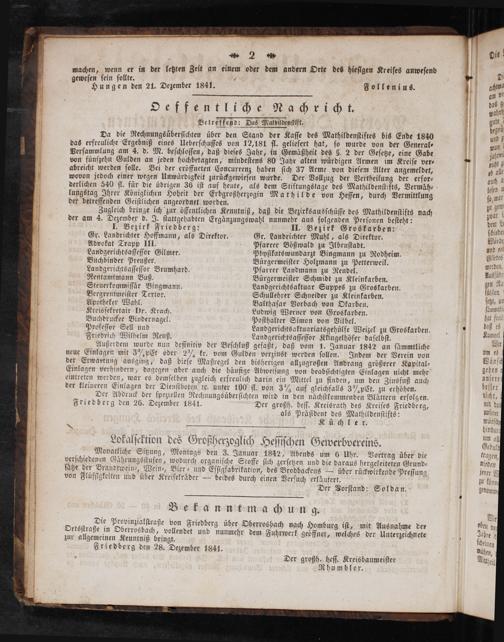 2
machen, wenn er in der letzten Zeit an einem oder dem andern Orte des hiesigen Kreises anwesend
gewesen sein sollte.
Hungen den 21. Dezember 1841. Follenius.
Oeffentliche Nachricht.
Betreffend: Das Mathildenstift.
Da die Rechnungsübersichten über den Stand der Kasse des Mathildenstiftes bis Ende 1840
das erfreuliche Ergebniß eines Ueberschusses von 12,181 fl. geliefert hat, so wurde von der General-
Versammlung am 4. d. M. beschlossen, daß dieses Jahr, in Gemäßheit des § 2 der Gesetze, eine Gabe
von fünfzehn Gulden an jeden hochbetagten, mindestens 80 Jahr alten würdigen Armen im Kreise ver-
abreicht werden solle. Bei der eröffneten Concurrenz haben sich 37 Arme von diesem Alter angemeldet,
wovon jedoch einer wegen Unwürdigkeit zurückgewiesen wurde. Der Vollzug der Vertheilung der erfor-
derlichen 540 fl. für die übrigen 36 ist auf heute, als dem Stiftungstage des Mathildenstifts, Vermäh-
lungstag Ihrer Königlichen Hoheit der Erbgroßherzogin Mathilde von Hessen, durch Vermittlung
der betreffenden Geistlichen angeordnet worden.
Zugleich bringe ich zur öffentlichen Kenntniß, daß die Bezirksausschüsse des Mathildenstifts nach
der am 4. Dezember d. J. stattgehabten Ergänzungswahl nunmehr aus folgenden Personen besteht:
I. Bezirk Friedberg:
Gr. Landrichter Hoffmann, als Direktor.
Advokat Trapp III.
Landgerichtsassessor Gilmer.
Buchbinder Preußer.
Landgerichtsassessor Brumhard.
Rentamtmann Buß.
Steuerkommissär Bingmann.
Bergrentmeister Tertor.
Apotheker Wahl.
Kreissekretair Dr. Krach.
Buchdrucker Bindernagel.
Professor Sell und
Friedrich Wilhelm Reuß.
II. Bezirk Großkarben:
Gr. Landrichter Muhl, als Direktor.
Pfarrer Bößwald zu Ilbenstadt.
Physikatswundarzt Bingmann zu Rodheim.
Bürgermeister Holzmann zu Petterweil.
Pfarrer Landmann zu Rendel.
Bürgermeister Schmidt zu Kleinkarben.
Landgerichtsaktuar Suppes zu Großkarben.
Schullehrer Schneider zu Kleinkarben.
Balthasar Vorbach von Okarben.
Ludwig Werner von Großkarben.
Posthalter Simon von Vilbel.
Landgerichtsaktuariatsgehülfe Weizel zu Großkarben.
Landgerichtsassessor Klingelhöfer daselbst.
Außerdem wurde nur definitiv der Beschluß gefaßt, daß vom 1. Januar 1842 an sämmtliche
neue Einlagen mit 3¾ pCt oder 2¼ kr. vom Gulden verzinst werden sollen. Indem der Verein von
der Erwartung ausging, daß diese Maßregel den bisherigen allzugroßen Andrang größerer Kapital-
Einlagen verhindern, dagegen aber auch die häufige Abweisung von beabsichtigten Einlagen nicht mehr
eintreten werden, war es demselben zugleich erfreulich darin ein Mittel zu finden, um den Zinsfuß auch
der kleineren Einlagen der Dienstboten rc unter 100 fl. von 3⅓ auf gleichfalls 3¾ pCt. zu erhöhen.
Der Abdruck der speziellen Rechnungsübersichten wird in den nächstkommenden Blättern erfolgen.
Friedberg den 26. Dezember 1841. Der großh. hess. Kreisrath des Kreises Friedberg,
als Präsident des Mathildenstifts:
Küchler.
Lokalsektion des Großherzoglich Hessischen Gewerbvereins.
Monatliche Sitzung, Montags den 3. Januar 1842, Abends um 6 Uhr. Vortrag über die
verschiedenen Gährungsstufen, wodurch organische Stoffe sich zersetzen und die daraus hergeleiteten Grund-
sätze der Brandwein-, Wein-, Bier- und Essigfabrikation, des Brodbackens — über rückwirkende Pressung
von Flüssigkeiten und über Kreiselräder — beides durch einen Versuch erläutert.
Der Vorstand: Soldan.
Bekanntmachung.
Die Provinzialstraße von Friedberg über Oberrosbach nach Homburg ist, mit Ausnahme der
Ortsstraße in Oberrosbach, vollendet und nunmehr dem Fuhrwerk geöffnet, welches der Unterzeichnete
zur allgemeinen Kenntniß bringt.
Friedberg den 28. Dezember 1841.
Der großh. hess. Kreisbaumeister
Rhumbler.